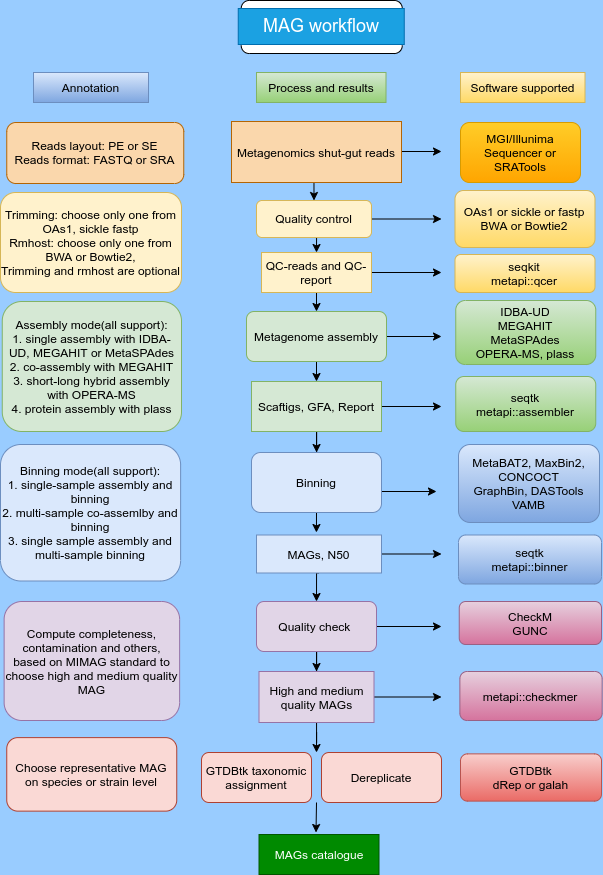 MAG workflow
Annotation
Process and results
Software supported
Reads layout: PE or SE
Reads format: FASTQ or SRA
Metagenomics shut-gut reads
MGI/Illunima
Sequencer or
SRATools
Trimming: choose only one from
OAs1, sickle fastp
Rmhost: choose only one from
BWA or Bowtie2,
Trimming and rmhost are optional
Quality control
OAs1 or sickle or fastp
BWA or Bowtie2
QC-reads and QC-
report
seqkit
metapi::qcer
Assembly mode(all support):
1. single assembly with IDBA-
UD, MEGAHIT or MetaSPAdes
2. co-assembly with MEGAHIT
3. short-long hybrid assembly
with OPERA-MS
4. protein assembly with plass
Metagenome assembly
IDBA-UD
MEGAHIT
MetaSPAdes
OPERA-MS, plass
Scaftigs, GFA, Report
seqtk
metapi::assembler
Binning mode(all support):
1. single-sample assembly and
binning
2. multi-sample co-assemlby and
binning
3. single sample assembly and
multi-sample binning
Binning
MetaBAT2, MaxBin2,
CONCOCT
GraphBin, DASTools
VAMB
MAGs, N50
seqtk
metapi::binner
Compute completeness,
contamination and others,
based on MIMAG standard to
choose high and medium quality
MAG
Quality check
CheckM
GUNC
High and medium
quality MAGs
metapi::checkmer
Choose representative MAG
on species or strain level
GTDBtk taxonomic
assignment
Dereplicate
GTDBtk
dRep or galah
MAGs catalogue